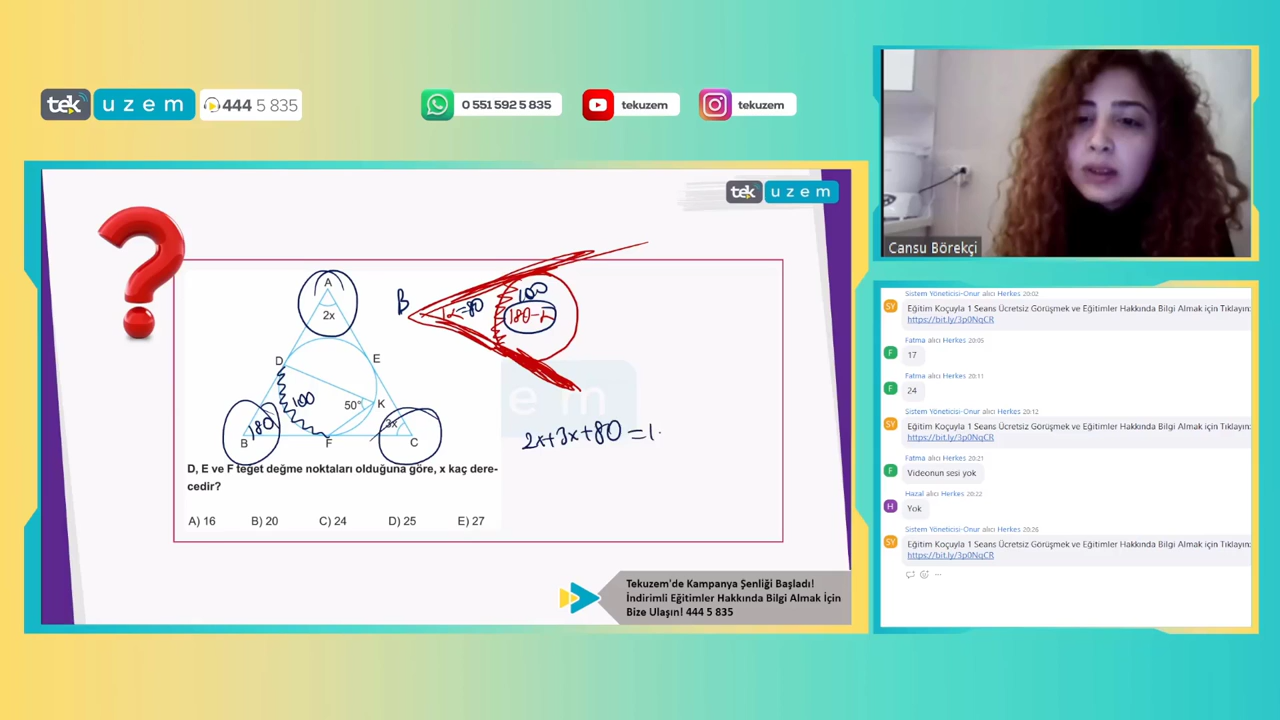 tek uzem 444 5 835
0 551 592 5 835
tekuzem
tekuzem
tek uzem
A
2x
D
E
50°
K
3x
B
F
C
100
B
α=80
100
180-α
2x+3x+80=1
D, E ve F teğet değme noktaları olduğuna göre, x kaç dere-
cedir?
A) 16 B) 20 C) 24 D) 25 E) 27
Tekuzem'de Kampanya Şenliği Başladı!
İndirimli Eğitimler Hakkında Bilgi Almak İçin
Bize Ulaşın! 444 5 835
Cansu Börekçi
Sistem Yöneticisi-Onur alıcı Herkes 20:02
SY
Eğitim Koçuyla 1 Seans Ücretsiz Görüşmek ve Eğitimler Hakkında Bilgi Almak için Tıklayın:
https://bit.ly/3p0NqCR
Fatma alıcı Herkes 20:05
F 17
Fatma alıcı Herkes 20:11
F 24
Sistem Yöneticisi-Onur alıcı Herkes 20:12
SY
Eğitim Koçuyla 1 Seans Ücretsiz Görüşmek ve Eğitimler Hakkında Bilgi Almak için Tıklayın:
https://bit.ly/3p0NqCR
Fatma alıcı Herkes 20:21
F Videonun sesi yok
Hazal alıcı Herkes 20:22
H Yok
Sistem Yöneticisi-Onur alıcı Herkes 20:26
SY
Eğitim Koçuyla 1 Seans Ücretsiz Görüşmek ve Eğitimler Hakkında Bilgi Almak için Tıklayın:
https://bit.ly/3p0NqCR